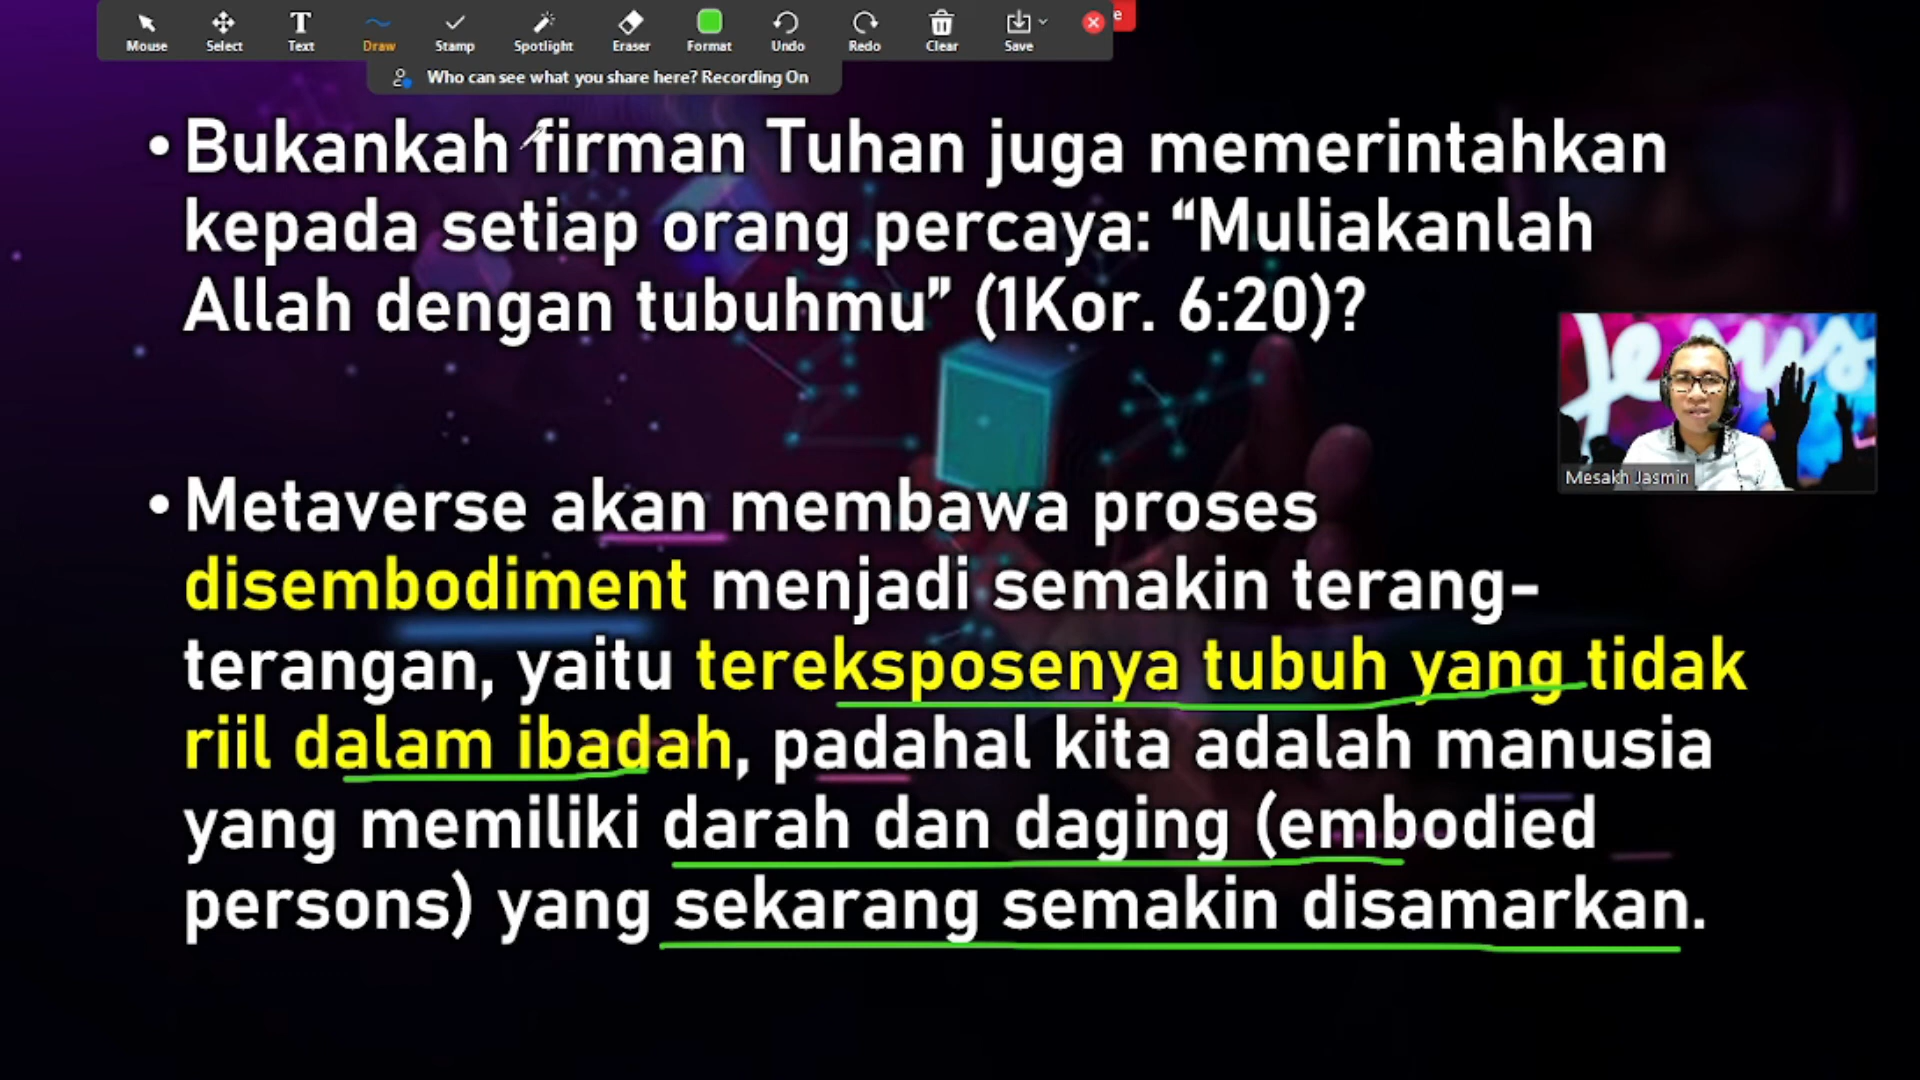 e
Mouse Select Text Draw Stamp Spotlight Eraser Format Undo Redo Clear Save
Who can see what you share here? Recording On
• Bukankah firman Tuhan juga memerintahkan
kepada setiap orang percaya: “Muliakanlah
Allah dengan tubuhmu” (1Kor. 6:20)?
Jesus
Mesakh Jasmin
• Metaverse akan membawa proses
disembodiment menjadi semakin terang-
terangan, yaitu tereksposenya tubuh yang tidak
riil dalam ibadah, padahal kita adalah manusia
yang memiliki darah dan daging (embodied
persons) yang sekarang semakin disamarkan.